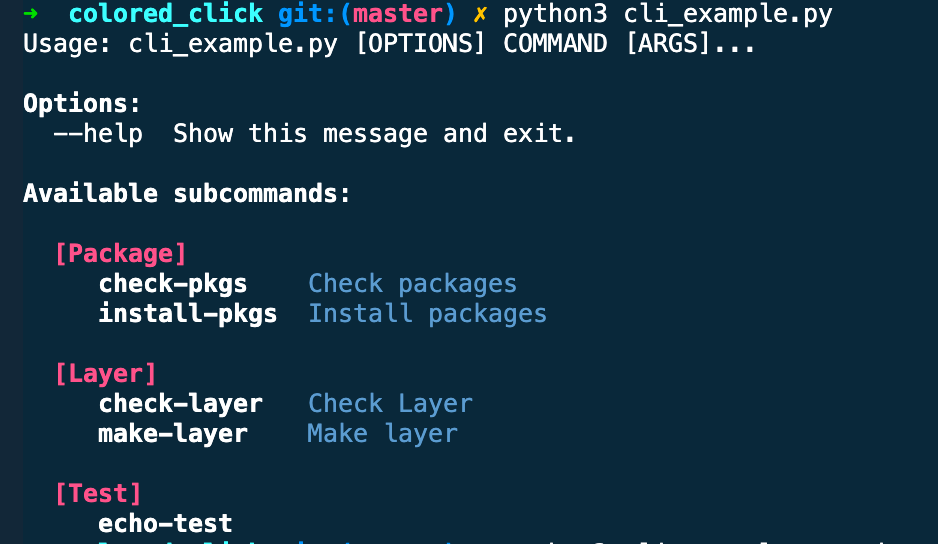 ➜  colored_click git:(master) ✗ python3 cli_example.py
Usage: cli_example.py [OPTIONS] COMMAND [ARGS]...

Options:
  --help  Show this message and exit.

Available subcommands:

  [Package]
     check-pkgs    Check packages
     install-pkgs  Install packages

  [Layer]
     check-layer   Check Layer
     make-layer    Make layer

  [Test]
     echo-test